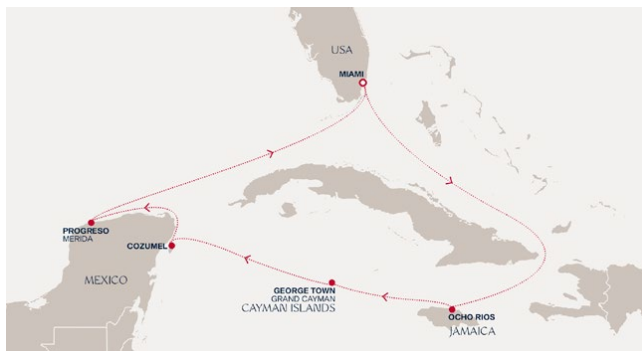 USA
MIAMI
PROGRESO
MERIDA
COZUMEL
MEXICO
GEORGE TOWN
GRAND CAYMAN
CAYMAN ISLANDS
OCHO RIOS
JAMAICA